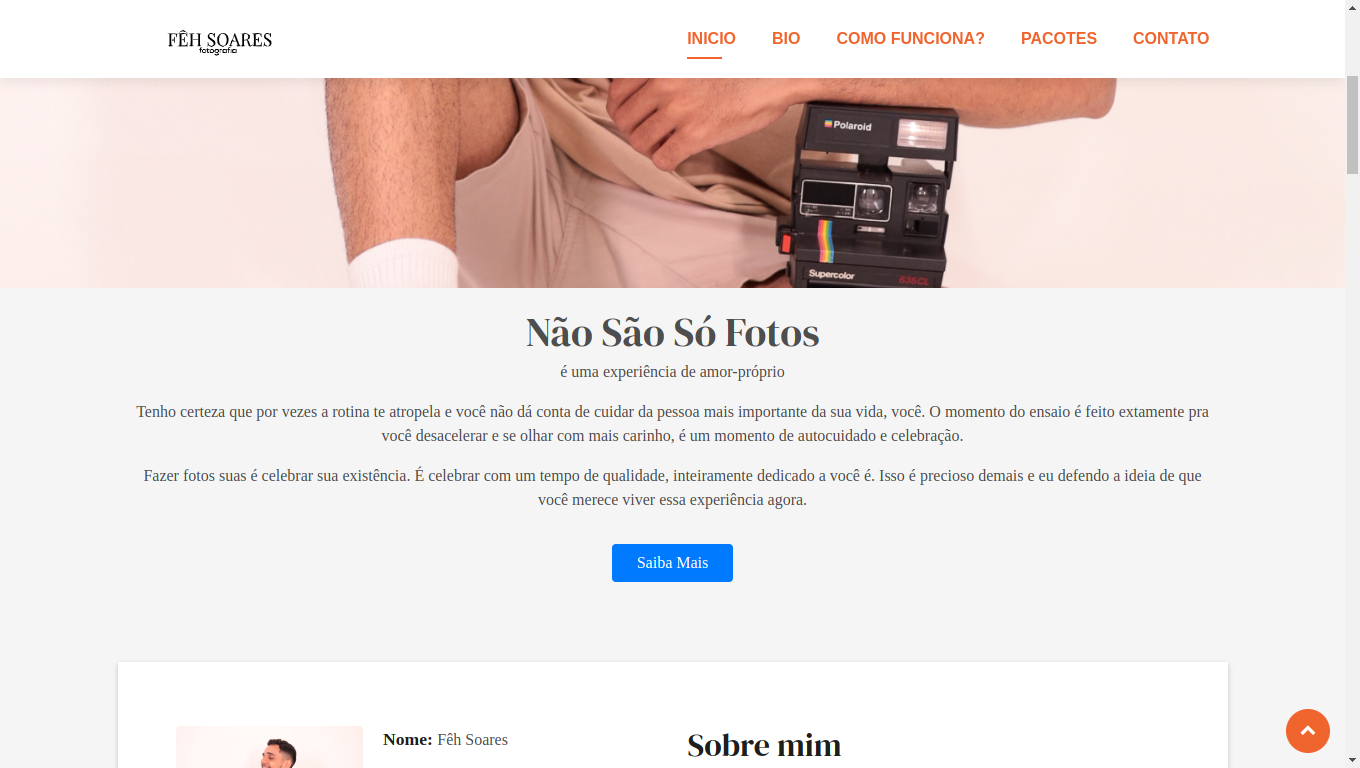 FÊH SOARES
fotografia
INICIO
BIO
COMO FUNCIONA?
PACOTES
CONTATO
Polaroid
Supercolor
635CL
Não São Só Fotos
é uma experiência de amor-próprio
Tenho certeza que por vezes a rotina te atropela e você não dá conta de cuidar da pessoa mais importante da sua vida, você. O momento do ensaio é feito extamente pra
você desacelerar e se olhar com mais carinho, é um momento de autocuidado e celebração.
Fazer fotos suas é celebrar sua existência. É celebrar com um tempo de qualidade, inteiramente dedicado a você é. Isso é precioso demais e eu defendo a ideia de que
você merece viver essa experiência agora.
Saiba Mais
Nome: Fêh Soares
Sobre mim